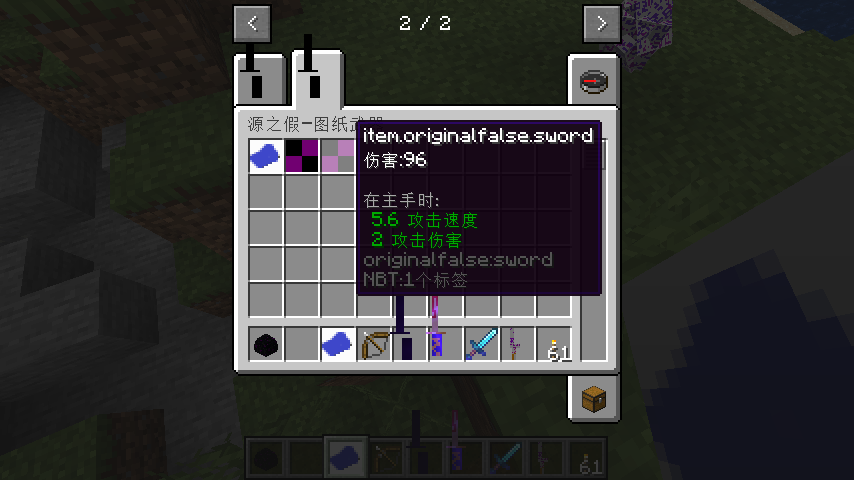 2 / 2
源之假-图纸武器
item.originalfalse.sword
伤害:96
在主手时:
5.6 攻击速度
2 攻击伤害
originalfalse:sword
NBT:1个标签
61
61